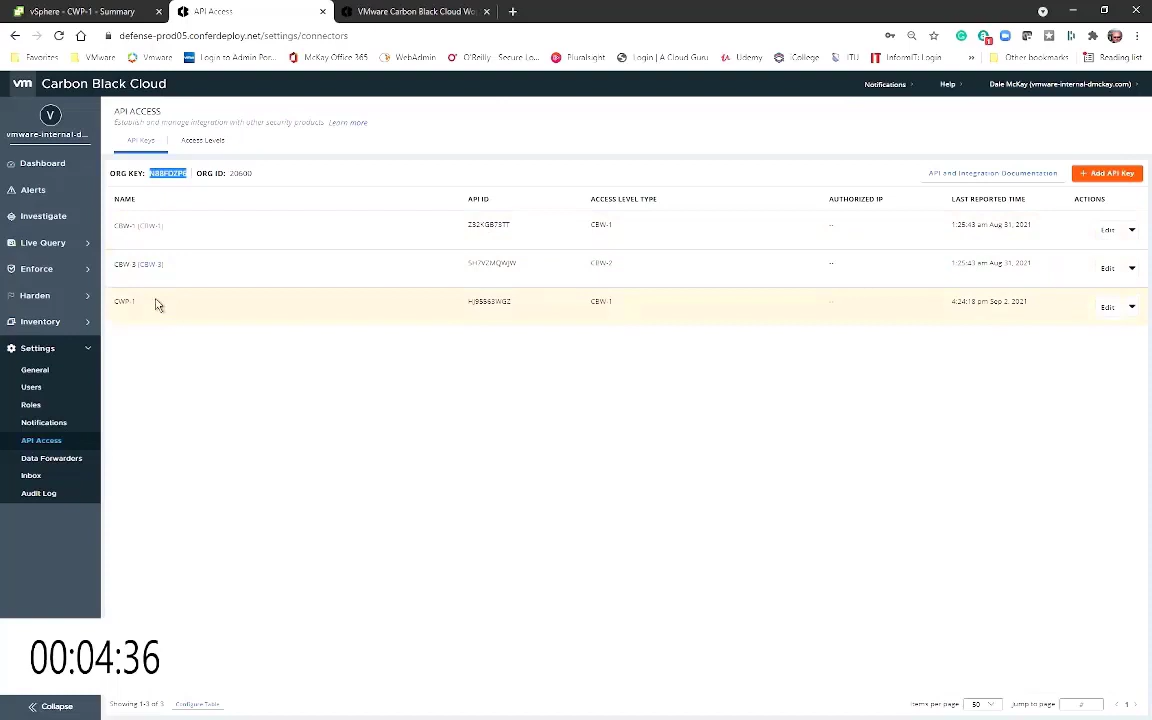 vSphere - CWP-1 - Summary
API Access
VMware Carbon Black Cloud Wo
defense-prod05.conferdeploy.net/settings/connectors
Favorites VMware Vmware Login to Admin Por... McKay Office 365 WebAdmin O'Reilly Secure Lo... Pluralsight Login | A Cloud Guru Udemy iCollege ITU InformIT: Login » Other bookmarks Reading list
vm Carbon Black Cloud
Notifications Help Dale McKay (vmware-internal-dmckay.com)
V
vmware-internal-d...
Dashboard
Alerts
Investigate
Live Query
Enforce
Harden
Inventory
Settings
General
Users
Roles
Notifications
API Access
Data Forwarders
Inbox
Audit Log
Collapse
API ACCESS
Establish and manage integration with other security products Learn more
API Keys Access Levels
ORG KEY: N8BFDZP6 ORG ID: 20600
API and Integration Documentation + Add API Key
NAME API ID ACCESS LEVEL TYPE AUTHORIZED IP LAST REPORTED TIME ACTIONS
CBW-1 (CBW-1) CBW-1 -- 1:25:43 am Aug 31, 2021 Edit
CBW-3 (CBW-3) CBW-2 -- 1:25:43 am Aug 31, 2021 Edit
CWP-1 CBW-1 -- 4:24:18 pm Sep 2, 2021 Edit
00:04:36
Showing 1-3 of 3 Configure Table Items per page 50 Jump to page < 1 >